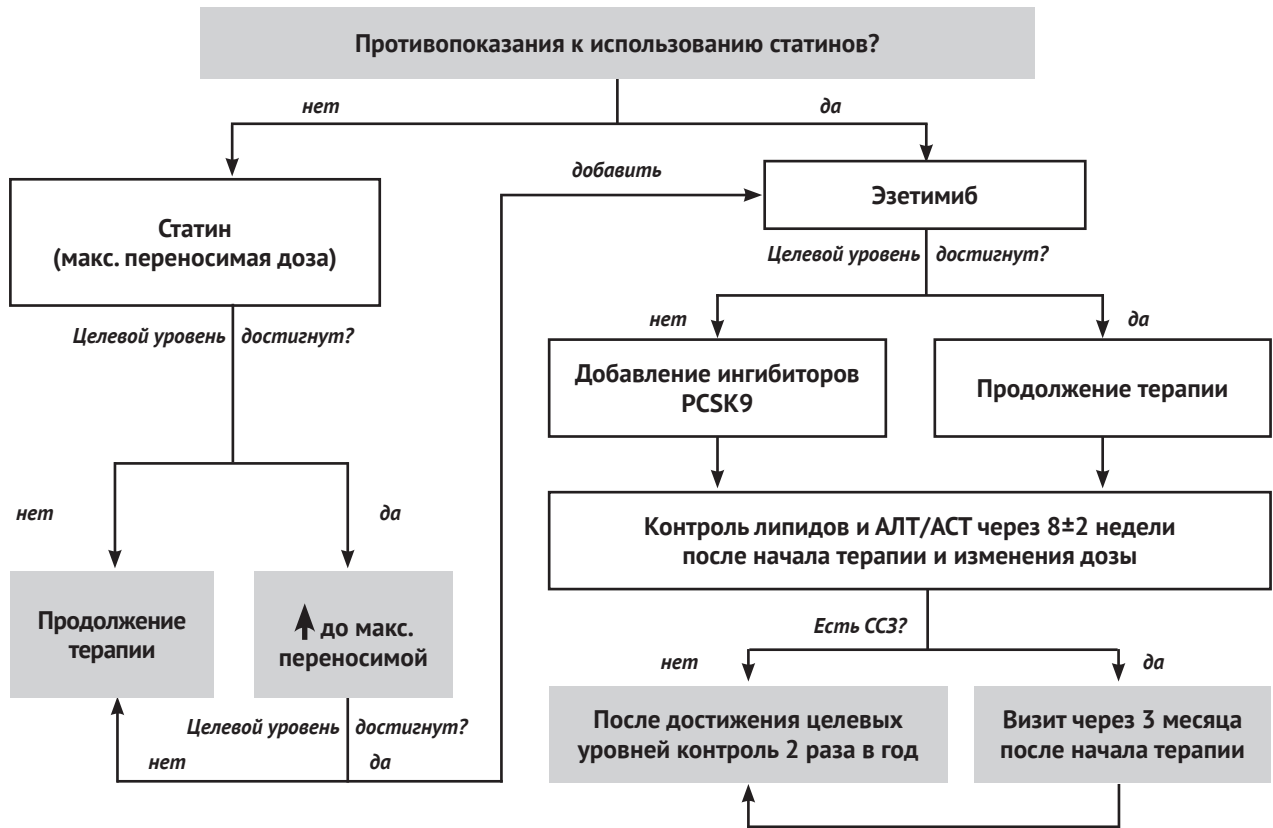 Противопоказания к использованию статинов?
нет
да
добавить
Статин
(макс. переносимая доза)
Эзетимиб
Целевой уровень достигнут?
Целевой уровень достигнут?
нет
да
Добавление ингибиторов
PCSK9
Продолжение терапии
нет
да
Контроль липидов и АЛТ/АСТ через 8±2 недели
после начала терапии и изменения дозы
Продолжение
терапии
до макс.
переносимой
Есть ССЗ?
нет
да
Целевой уровень достигнут?
нет
да
После достижения целевых
уровней контроль 2 раза в год
Визит через 3 месяца
после начала терапии